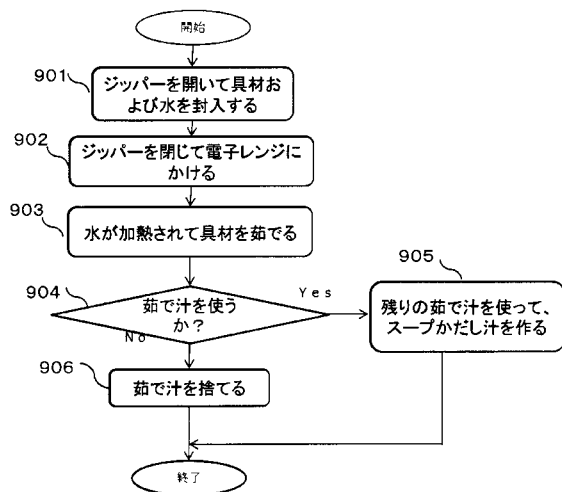 開始
901
ジッパーを開いて具材お
よび水を封入する
902
ジッパーを閉じて電子レンジに
かける
903
水が加熱されて具材を茹でる
904
茹で汁を使う
か？
Yes
No
905
残りの茹で汁を使って、
スープかだし汁を作る
906
茹で汁を捨てる
終了